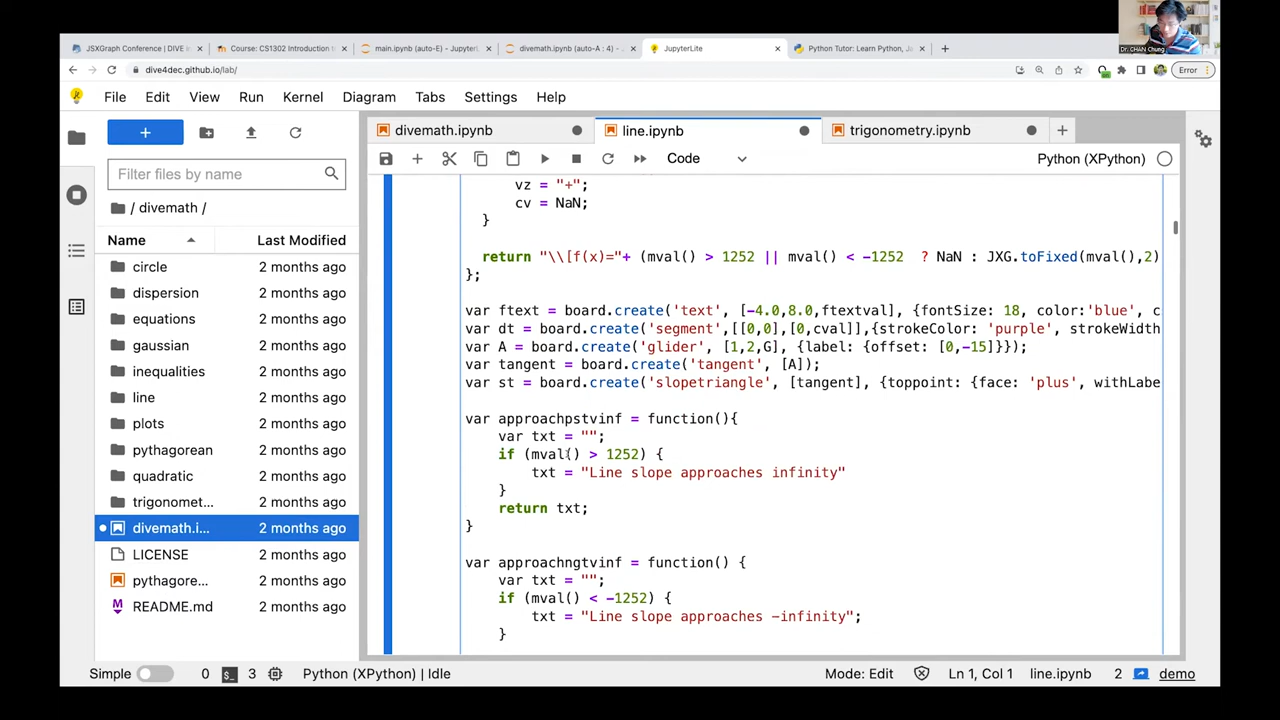 Dr. CHAN Chung
JSXGraph Conference | DIVE in
Course: CS1302 Introduction t
main.ipynb (auto-E) - JupyterL
divemath.ipynb (auto-A : 4) -
JupyterLite
Python Tutor: Learn Python, Ja
dive4dec.github.io/lab/
Error
File Edit View Run Kernel Diagram Tabs Settings Help
divemath.ipynb
line.ipynb
trigonometry.ipynb
Code
Python (XPython)
Filter files by name
/ divemath /
Name Last Modified
circle 2 months ago
dispersion 2 months ago
equations 2 months ago
gaussian 2 months ago
inequalities 2 months ago
line 2 months ago
plots 2 months ago
pythagorean 2 months ago
quadratic 2 months ago
trigonomet... 2 months ago
divemath.i... 2 months ago
LICENSE 2 months ago
pythagore... 2 months ago
README.md 2 months ago
vz = "+";
cv = NaN;
}
return "\\[f(x)="+ (mval() > 1252 || mval() < -1252  ? NaN : JXG.toFixed(mval(),2)
};
var ftext = board.create('text', [-4.0,8.0,ftextval], {fontSize: 18, color:'blue', c
var dt = board.create('segment',[[0,0],[0,cval]],{strokeColor: 'purple', strokeWidth
var A = board.create('glider', [1,2,G], {label: {offset: [0,-15]}});
var tangent = board.create('tangent', [A]);
var st = board.create('slopetriangle', [tangent], {toppoint: {face: 'plus', withLabe
var approachpstvinf = function(){
var txt = "";
if (mval() > 1252) {
txt = "Line slope approaches infinity"
}
return txt;
}
var approachngtvinf = function() {
var txt = "";
if (mval() < -1252) {
txt = "Line slope approaches -infinity";
}
Simple 0 3 Python (XPython) | Idle Mode: Edit Ln 1, Col 1 line.ipynb 2 demo